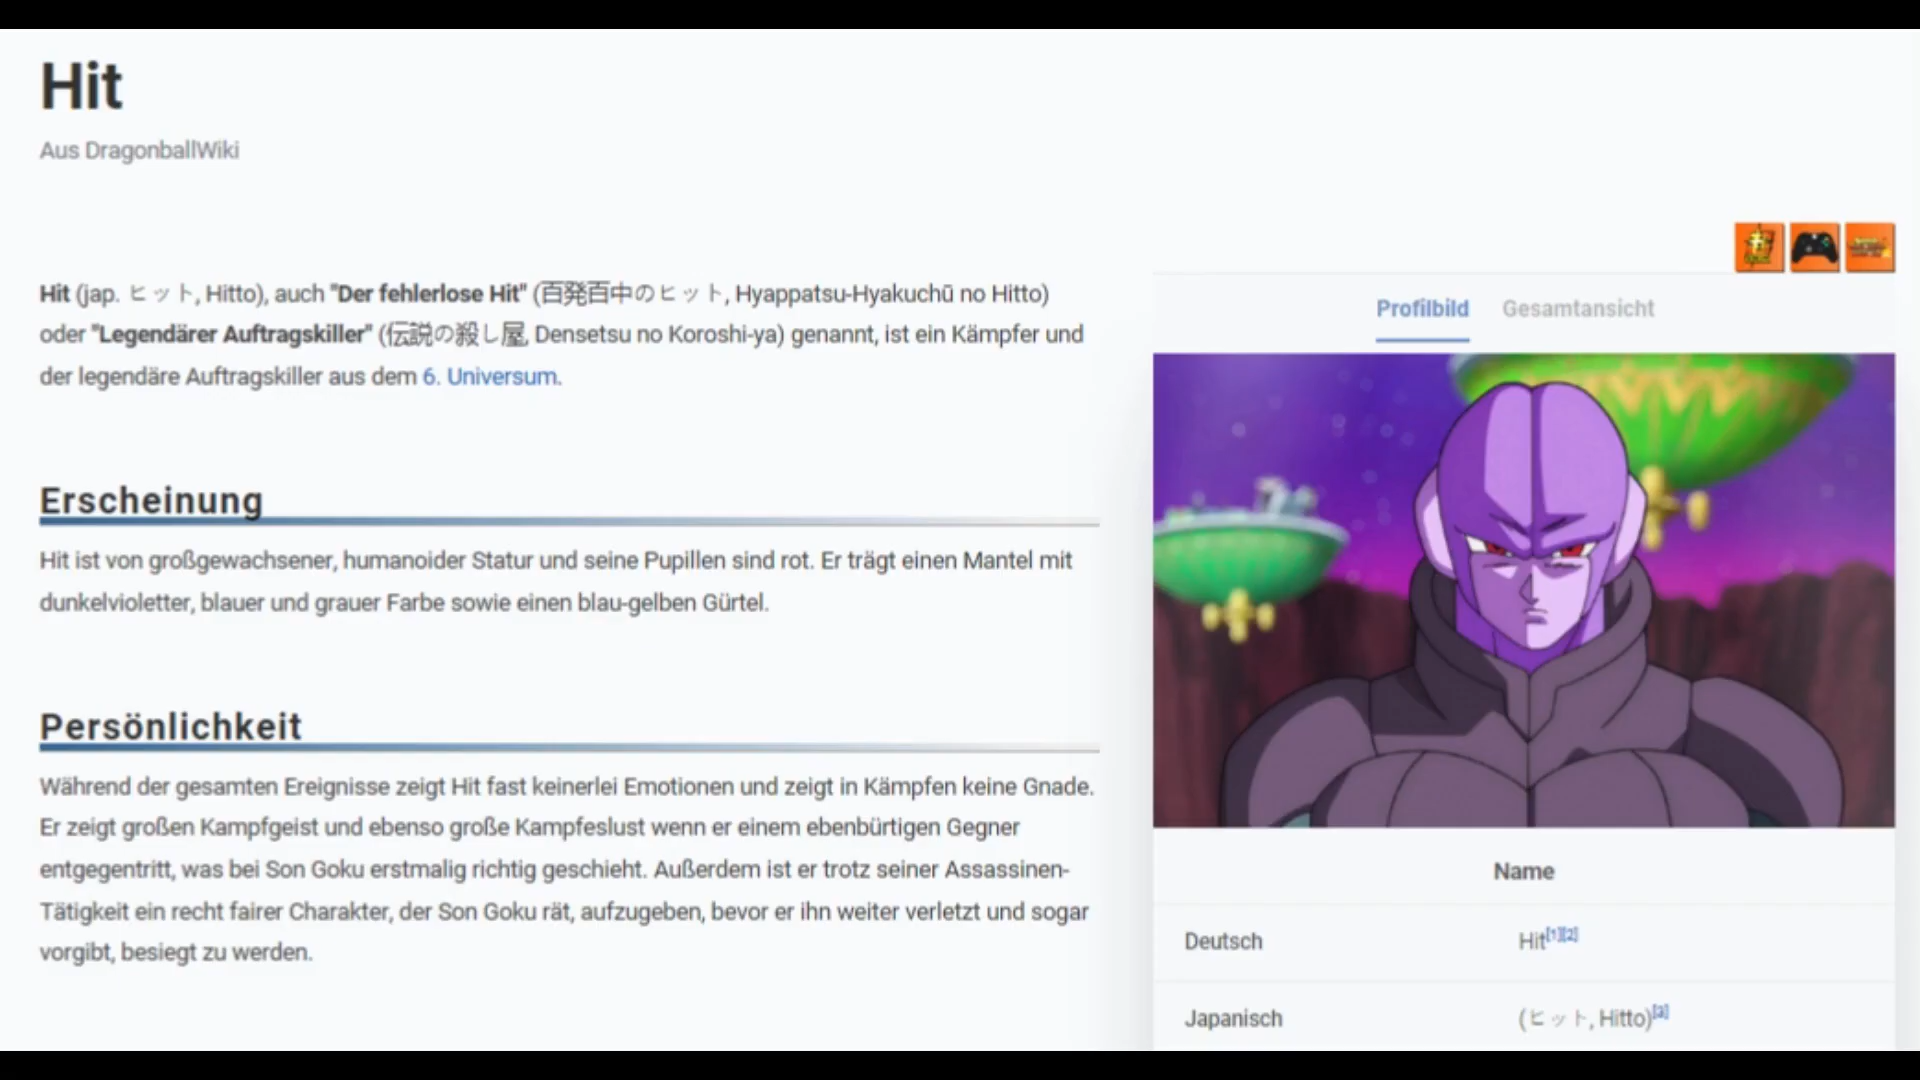 Hit
Aus DragonballWiki
Hit (jap. ヒット, Hitto), auch "Der fehlerlose Hit" (百発百中のヒット, Hyappatsu-Hyakuchū no Hitto)
oder "Legendärer Auftragskiller" (伝説の殺し屋, Densetsu no Koroshi-ya) genannt, ist ein Kämpfer und
der legendäre Auftragskiller aus dem 6. Universum.
Erscheinung
Hit ist von großgewachsener, humanoider Statur und seine Pupillen sind rot. Er trägt einen Mantel mit
dunkelvioletter, blauer und grauer Farbe sowie einen blau-gelben Gürtel.
Persönlichkeit
Während der gesamten Ereignisse zeigt Hit fast keinerlei Emotionen und zeigt in Kämpfen keine Gnade.
Er zeigt großen Kampfgeist und ebenso große Kampfeslust wenn er einem ebenbürtigen Gegner
entgegentritt, was bei Son Goku erstmalig richtig geschieht. Außerdem ist er trotz seiner Assassinen-
Tätigkeit ein recht fairer Charakter, der Son Goku rät, aufzugeben, bevor er ihn weiter verletzt und sogar
vorgibt, besiegt zu werden.
Profilbild Gesamtansicht
Name
Deutsch Hit[1][2]
Japanisch (ヒット, Hitto)[3]